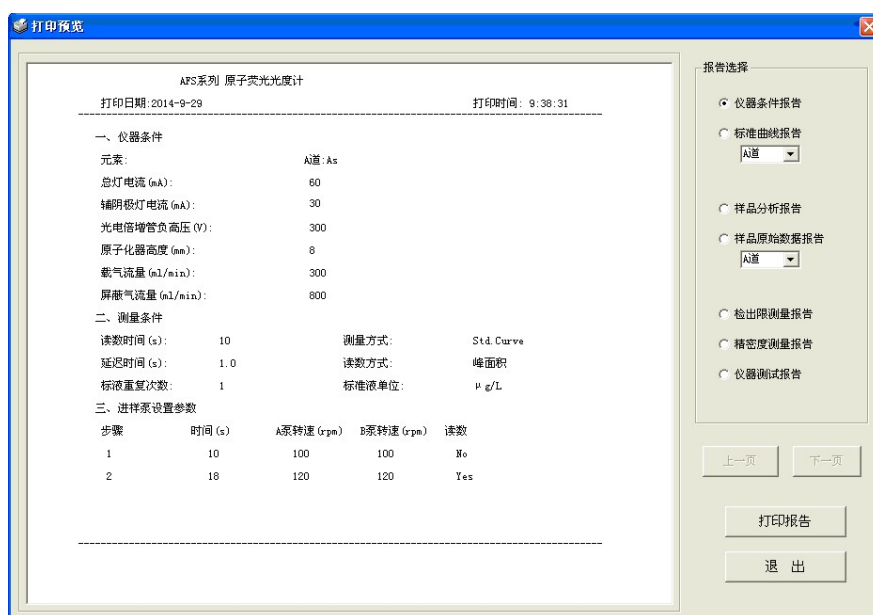 打印预览
AFS系列 原子荧光光度计
打印日期:2014-9-29 打印时间: 9:38:31
一、仪器条件
元素: A道:As
总灯电流(mA): 60
辅阴极灯电流(mA): 30
光电倍增管负高压(V): 300
原子化器高度(mm): 8
载气流量(ml/min): 300
屏蔽气流量(ml/min): 800
二、测量条件
读数时间(s): 10 测量方式: Std.Curve
延迟时间(s): 1.0 读数方式: 峰面积
标液重复次数: 1 标准液单位: μg/L
三、进样泵设置参数
步骤 时间(s) A泵转速(rpm) B泵转速(rpm) 读数
1 10 100 100 No
2 18 120 120 Yes
报告选择
仪器条件报告
标准曲线报告
A道
样品分析报告
样品原始数据报告
A道
检出限测量报告
精密度测量报告
仪器测试报告
上一页 下一页
打印报告
退 出